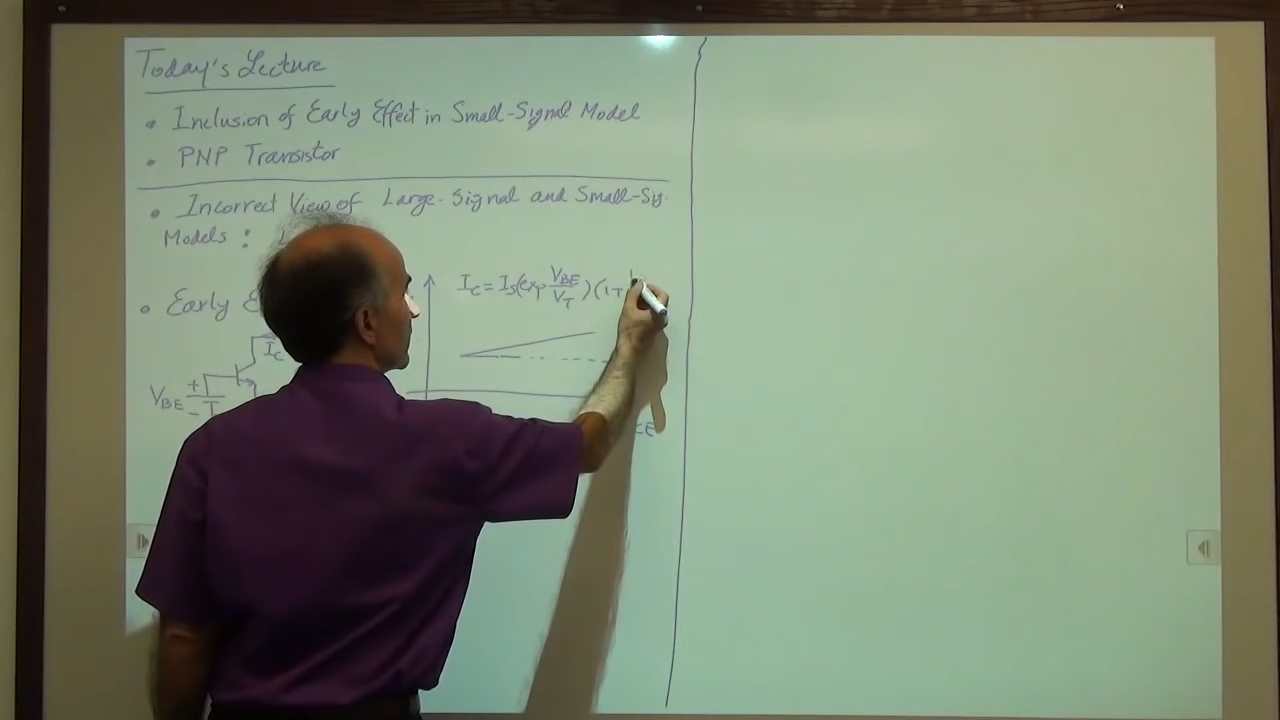 Today's Lecture
• Inclusion of Early Effect in Small-Signal Model
• PNP Transistor
• Incorrect View of Large-Signal and Small-Sig.
Models :
• Early
I_C = I_S(exp V_BE/V_T)(1+
I_C
V_BE
+
−
CE